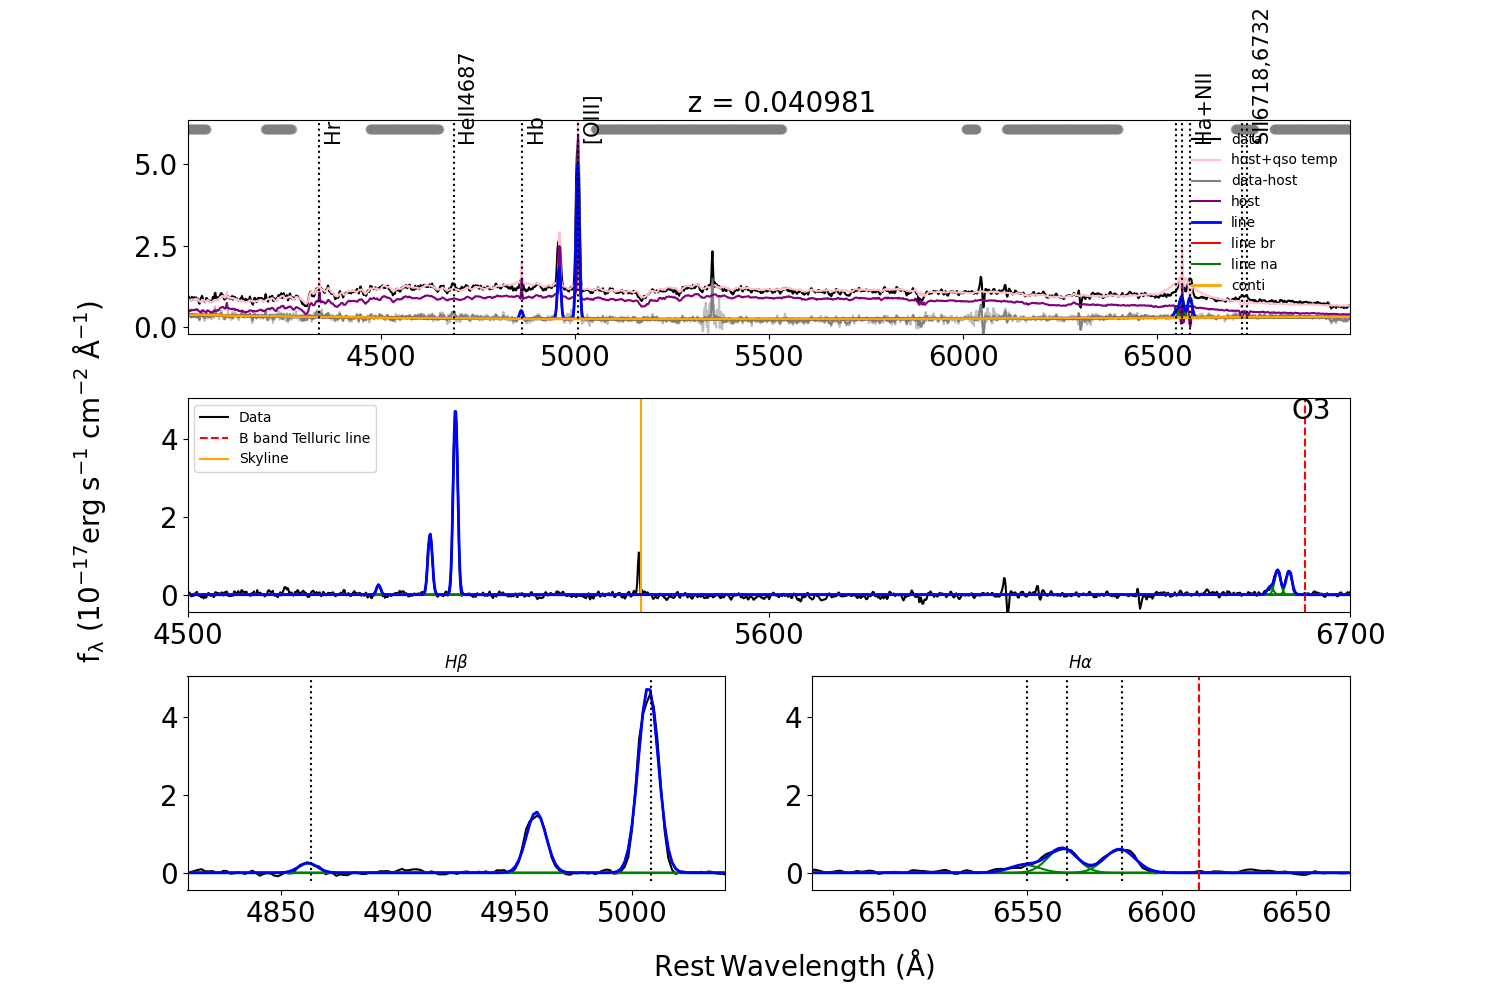 z = 0.040981
Hr
HeII4687
Hb
[OIII]
Ha+NII
SII6718,6732
5.0
2.5
0.0
data
host+qso temp
data-host
host
line
line br
line na
conti
4500
5000
5500
6000
6500
f_λ (10^−17 erg s^−1 cm^−2 Å^−1)
4
2
0
Data
B band Telluric line
Skyline
O3
4500
5600
6700
Hβ
4
2
0
4850
4900
4950
5000
Hα
4
2
0
6500
6550
6600
6650
Rest Wavelength (Å)